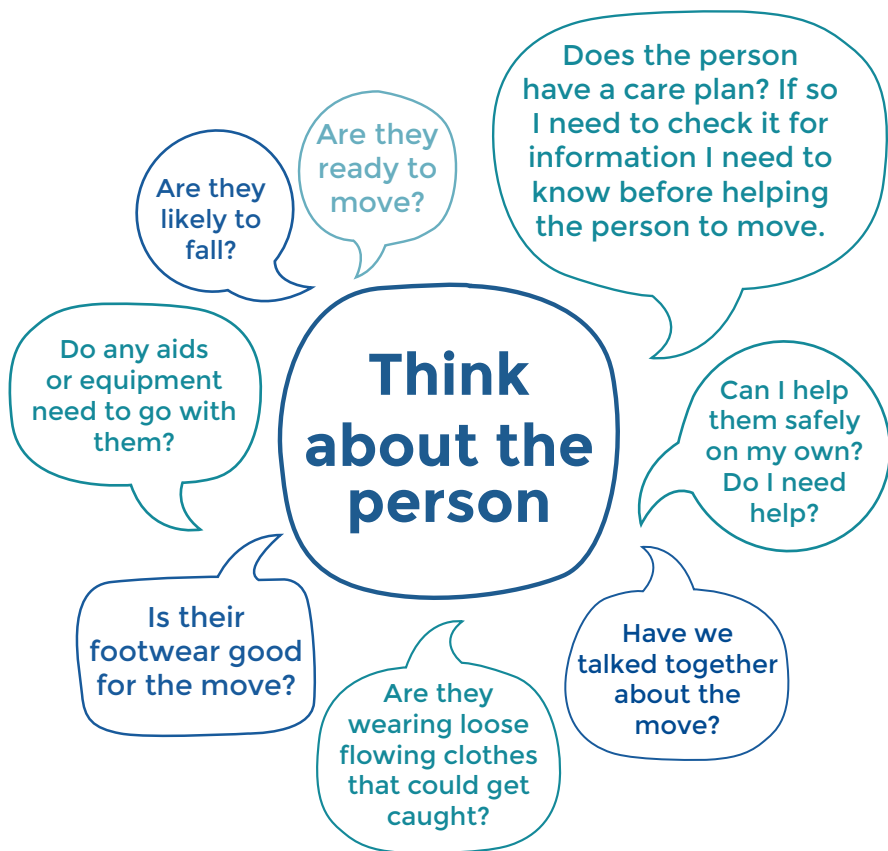 Does the person
have a care plan? If so
I need to check it for
information I need to
know before helping
the person to move.
Are they
ready to
move?
Are they
likely to
fall?
Think
about the
person
Do any aids
or equipment
need to go with
them?
Can I help
them safely
on my own?
Do I need
help?
Is their
footwear good
for the move?
Have we
talked together
about the
move?
Are they
wearing loose
flowing clothes
that could get
caught?